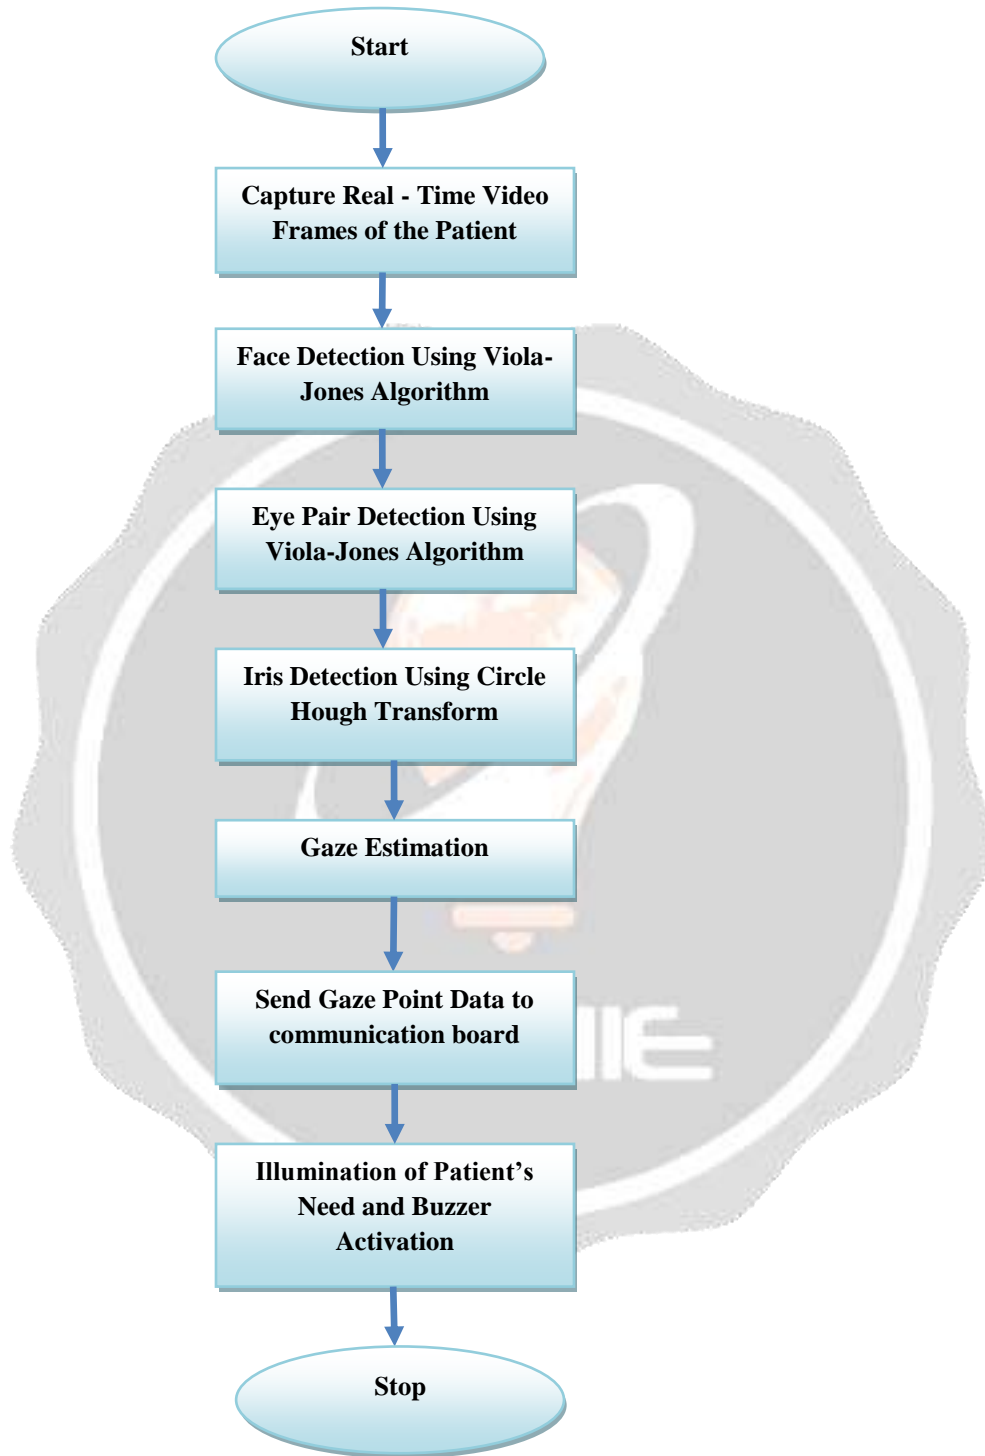 Start
Capture Real - Time Video
Frames of the Patient
Face Detection Using Viola-
Jones Algorithm
Eye Pair Detection Using
Viola-Jones Algorithm
Iris Detection Using Circle
Hough Transform
Gaze Estimation
Send Gaze Point Data to
communication board
Illumination of Patient’s
Need and Buzzer
Activation
Stop